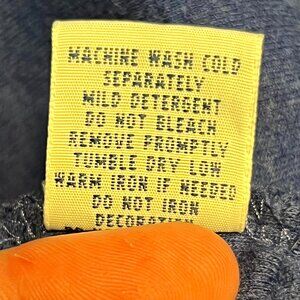 MACHINE WASH COLD
SEPARATELY
MILD DETERGENT
DO NOT BLEACH
REMOVE PROMPTLY
TUMBLE DRY LOW
WARM IRON IF NEEDED
DO NOT IRON
DECORATION